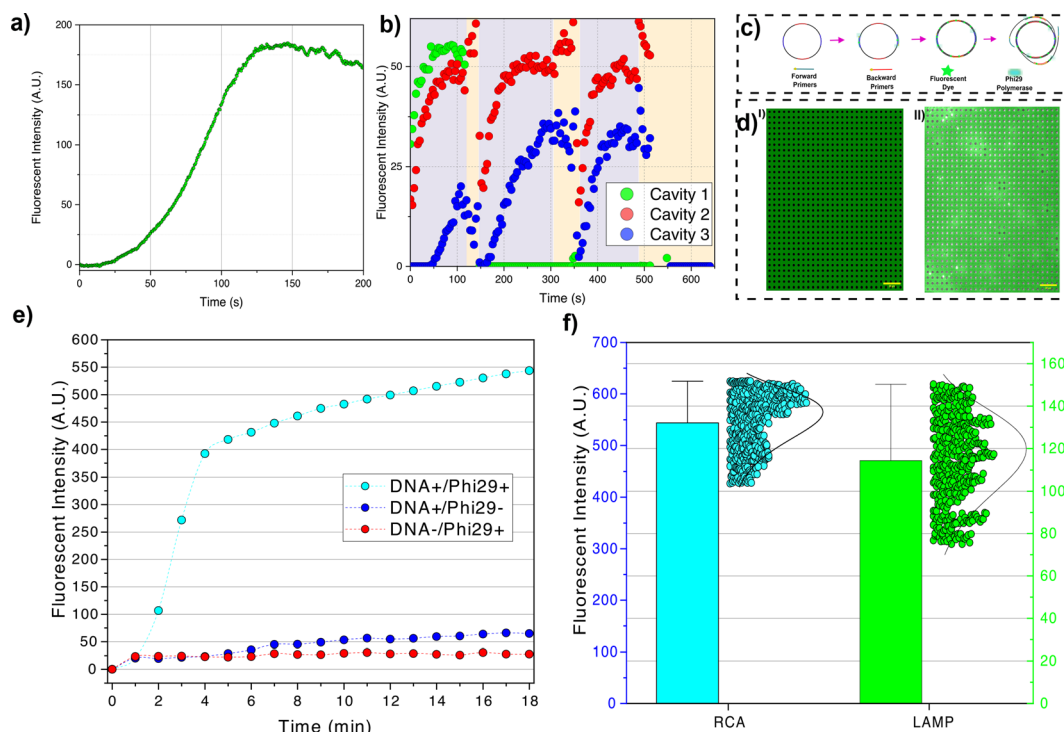 a)
Fluorescent Intensity (A.U.)
200
175
150
125
100
75
50
25
0
0 50 100 150 200
Time (s)
b)
Fluorescent Intensity (A.U.)
50
25
0
Cavity 1
Cavity 2
Cavity 3
0 100 200 300 400 500 600
Time (s)
c)
Forward
Primers
Backward
Primers
Fluorescent
Dye
Phi29
Polymerase
d)
I)
II)
e)
Fluorescent Intensity (A.U.)
600
550
500
450
400
350
300
250
200
150
100
50
0
DNA+/Phi29+
DNA+/Phi29-
DNA-/Phi29+
0 2 4 6 8 10 12 14 16 18
Time (min)
f)
Fluorescent Intensity (A.U.)
700
600
500
400
300
200
100
0
160
140
120
100
80
60
40
20
0
RCA LAMP